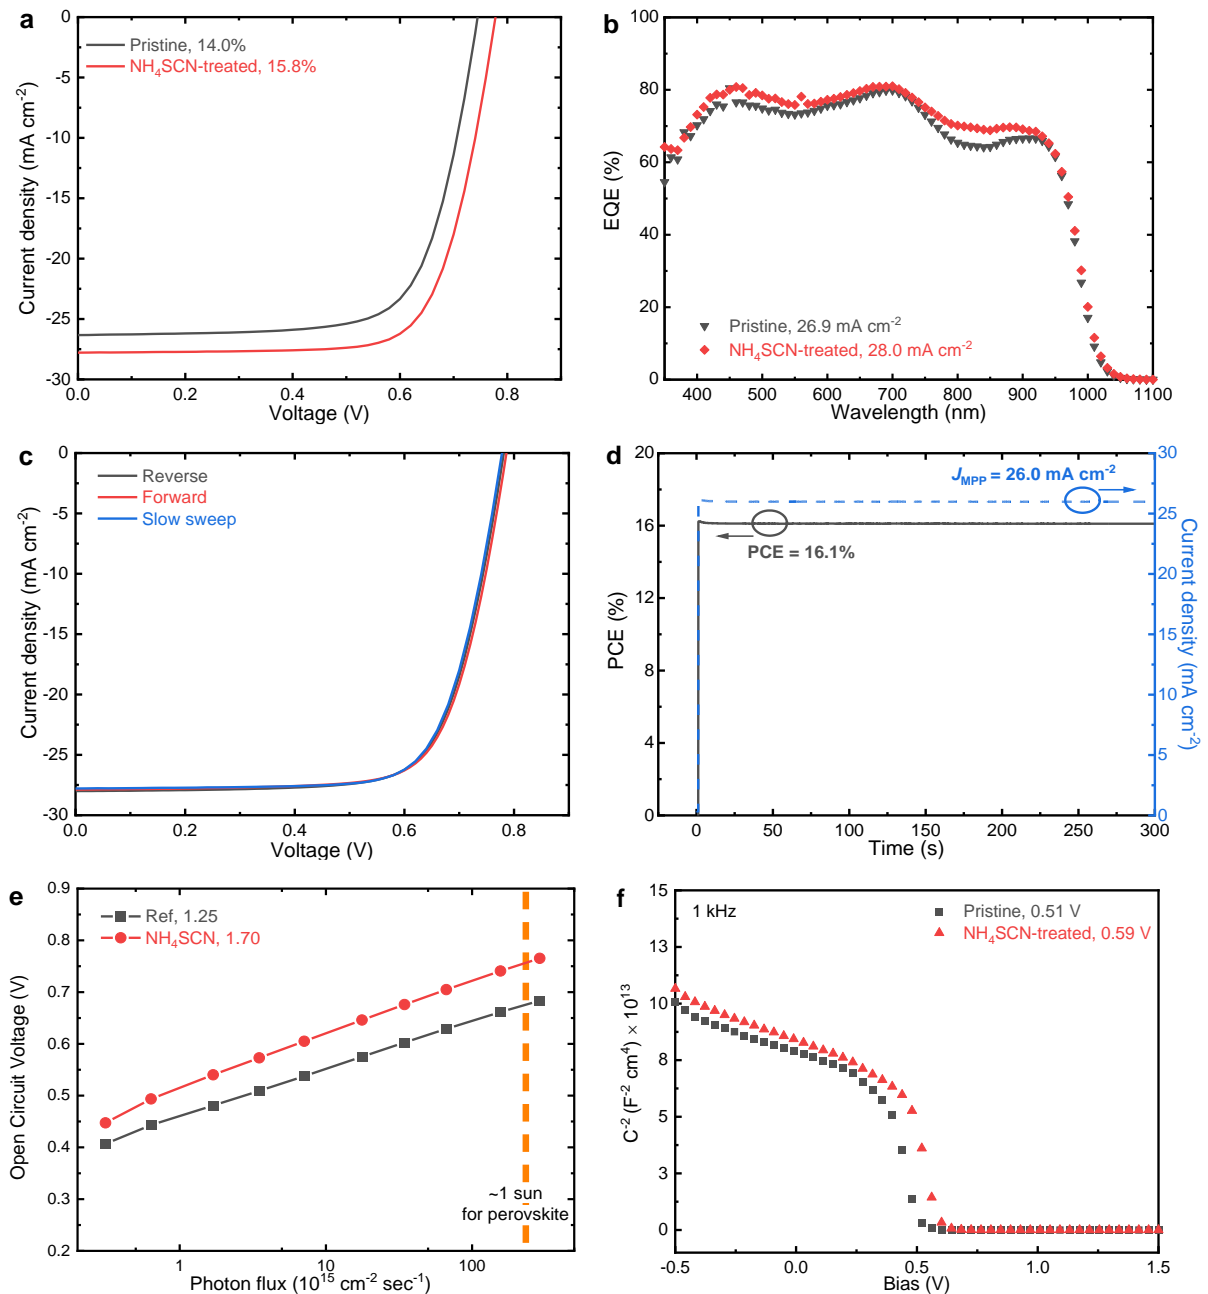 a
Pristine, 14.0%
NH₄SCN-treated, 15.8%
0
-5
-10
-15
-20
-25
-30
0.0
0.2
0.4
0.6
0.8
Current density (mA cm⁻²)
Voltage (V)
b
100
80
60
40
20
0
400
500
600
700
800
900
1000
1100
EQE (%)
Wavelength (nm)
Pristine, 26.9 mA cm⁻²
NH₄SCN-treated, 28.0 mA cm⁻²
c
Reverse
Forward
Slow sweep
0
-5
-10
-15
-20
-25
-30
0.0
0.2
0.4
0.6
0.8
Current density (mA cm⁻²)
Voltage (V)
d
20
16
12
8
4
0
30
25
20
15
10
5
0
0
50
100
150
200
250
300
J_MPP = 26.0 mA cm⁻²
PCE = 16.1%
PCE (%)
Current density (mA cm⁻²)
Time (s)
e
Ref, 1.25
NH₄SCN, 1.70
0.9
0.8
0.7
0.6
0.5
0.4
0.3
0.2
1
10
100
~1 sun
for perovskite
Open Circuit Voltage (V)
Photon flux (10¹⁵ cm⁻² sec⁻¹)
f
1 kHz
Pristine, 0.51 V
NH₄SCN-treated, 0.59 V
15
13
10
8
5
3
0
-0.5
0.0
0.5
1.0
1.5
C⁻² (F⁻² cm⁴) × 10¹³
Bias (V)